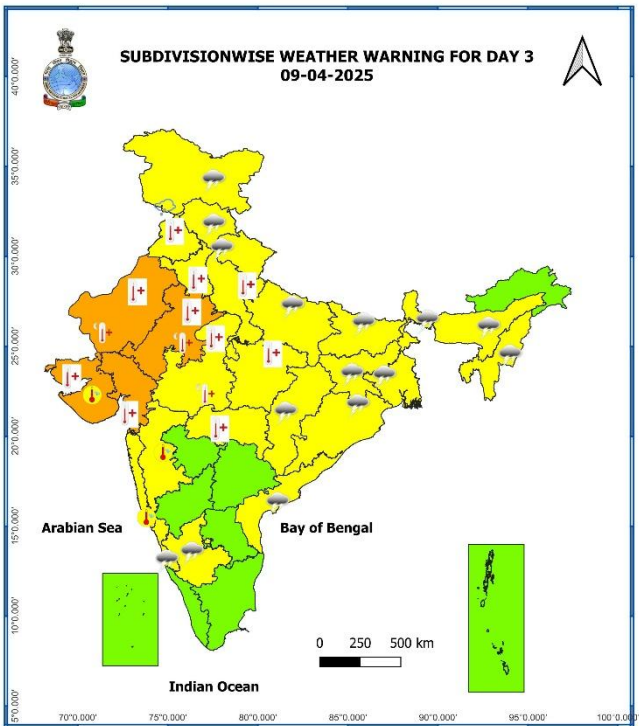 SUBDIVISIONWISE WEATHER WARNING FOR DAY 3
09-04-2025
40°0.000'
35°0.000'
30°0.000'
25°0.000'
20°0.000'
15°0.000'
10°0.000'
5°0.000'
Arabian Sea
Bay of Bengal
0 250 500 km
Indian Ocean
70°0.000' 75°0.000' 80°0.000' 85°0.000' 90°0.000' 95°0.000' 100°0.000'